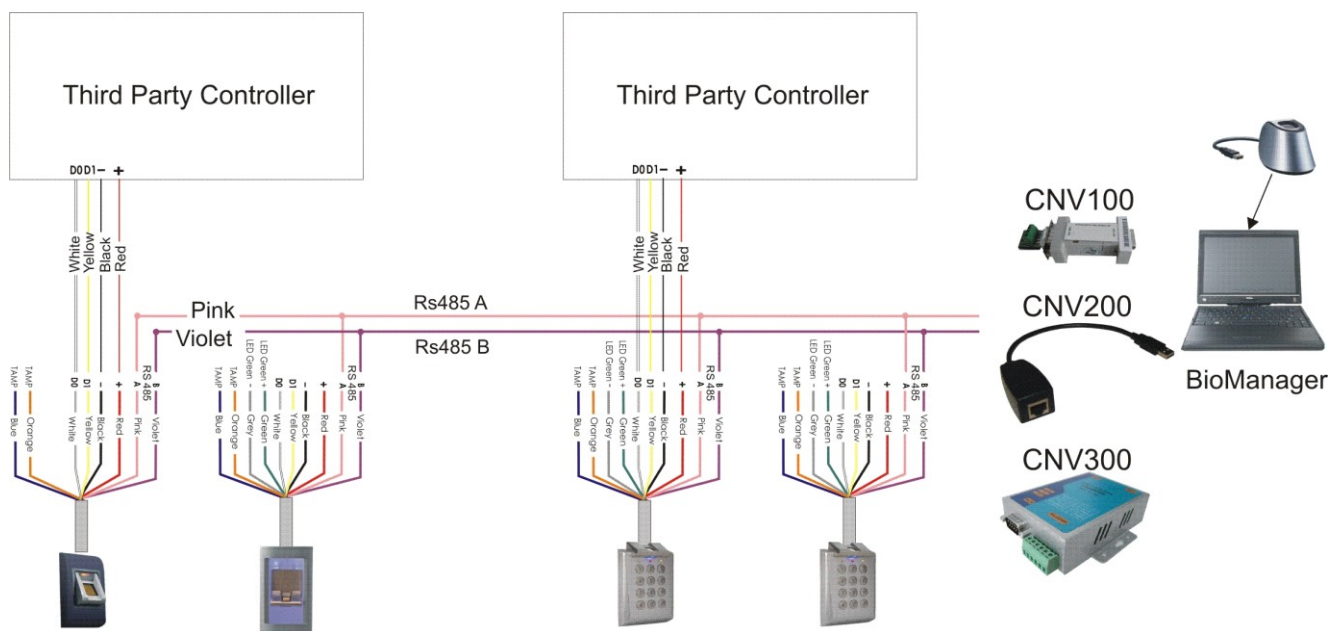 Third Party Controller
Third Party Controller
D0 D1 - +
D0 D1 - +
White
Yellow
Black
Red
White
Yellow
Black
Red
CNV100
Pink
Rs485 A
Violet
Rs485 B
CNV200
BioManager
TAMP
TAMP
D0
D1
-
+
A
B
RS 485
Blue
Orange
White
Yellow
Black
Red
Pink
Violet
TAMP
TAMP
LED Green -
LED Green +
D0
D1
-
+
A
B
RS 485
Blue
Orange
Grey
Green
White
Yellow
Black
Red
Pink
Violet
TAMP
TAMP
LED Green -
LED Green +
D0
D1
-
+
A
B
RS 485
Blue
Orange
Grey
Green
White
Yellow
Black
Red
Pink
Violet
TAMP
TAMP
LED Green -
LED Green +
D0
D1
-
+
A
B
RS 485
Blue
Orange
Grey
Green
White
Yellow
Black
Red
Pink
Violet
CNV300